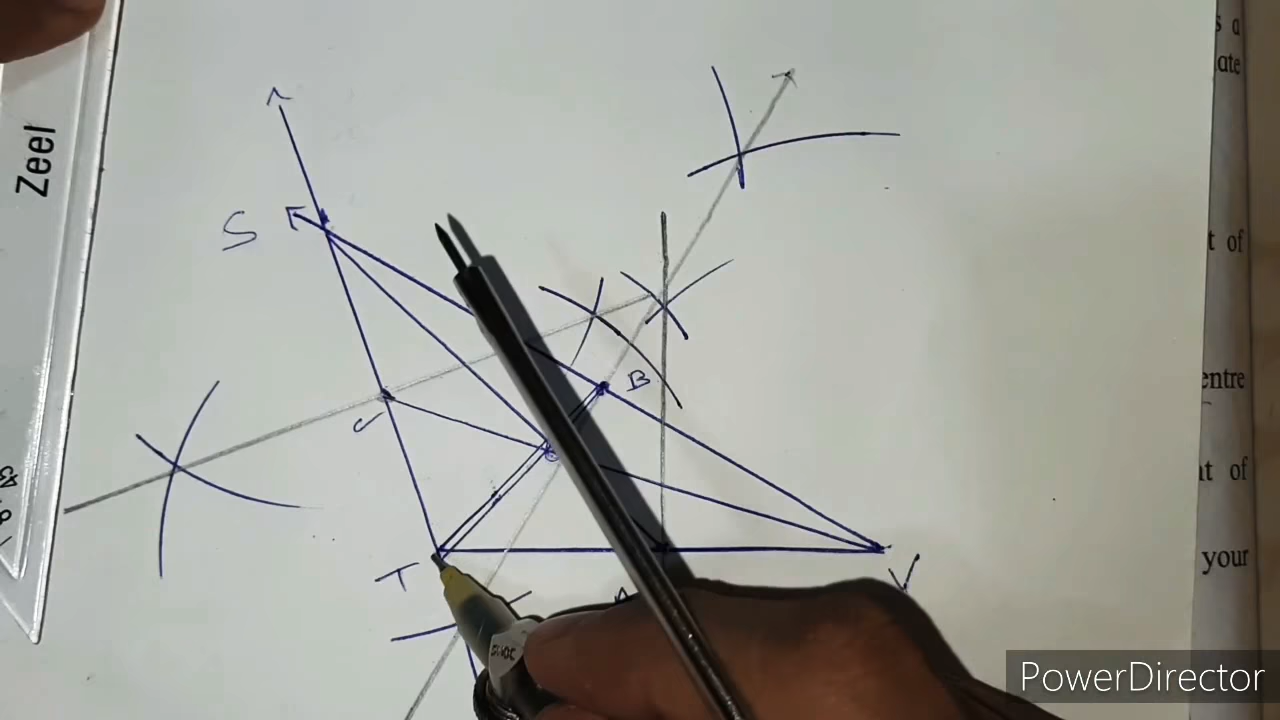 Zeel
s a
ate
S
t of
B
C
entre
t of
T
V
your
PowerDirector